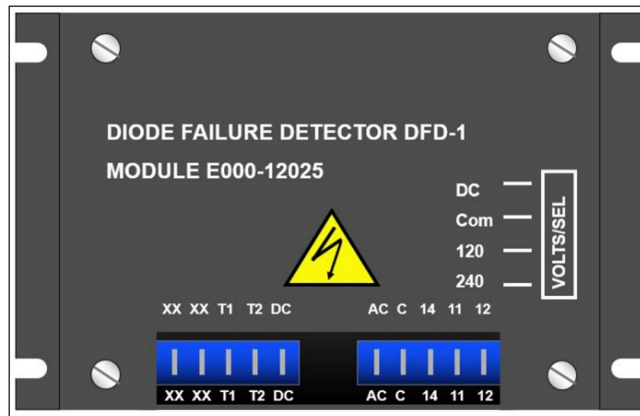 DIODE FAILURE DETECTOR DFD-1
MODULE E000-12025
DC
Com
120
240
VOLTS/SEL
XX XX T1 T2 DC
AC C 14 11 12
XX XX T1 T2 DC
AC C 14 11 12